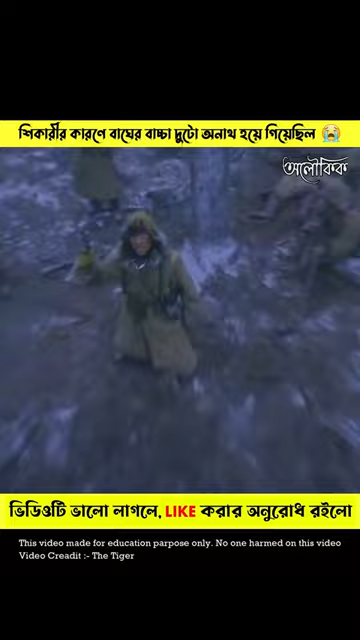 শিকারীর কারণে বাঘের বাচ্চা দুটো অনাথ হয়ে গিয়েছিল 😭
অলৌকিক
ভিডিওটি ভালো লাগলে, LIKE করার অনুরোধ রইলো
This video made for education parpose only. No one harmed on this video
Video Creadit :- The Tiger